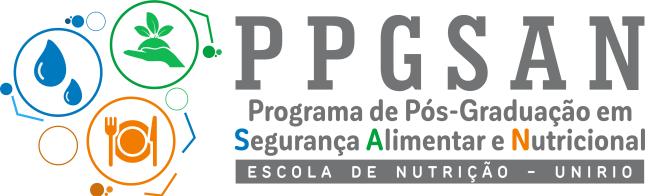 PPGSAN
Programa de Pós-Graduação em
Segurança Alimentar e Nutricional
ESCOLA DE NUTRIÇÃO - UNIRIO